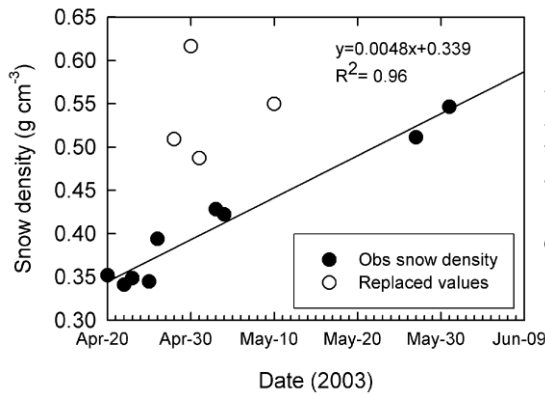 0.65
0.60
0.55
0.50
0.45
0.40
0.35
0.30
Snow density (g cm⁻³)
y=0.0048x+0.339
R²= 0.96
Obs snow density
Replaced values
Apr-20 Apr-30 May-10 May-20 May-30 Jun-09
Date (2003)